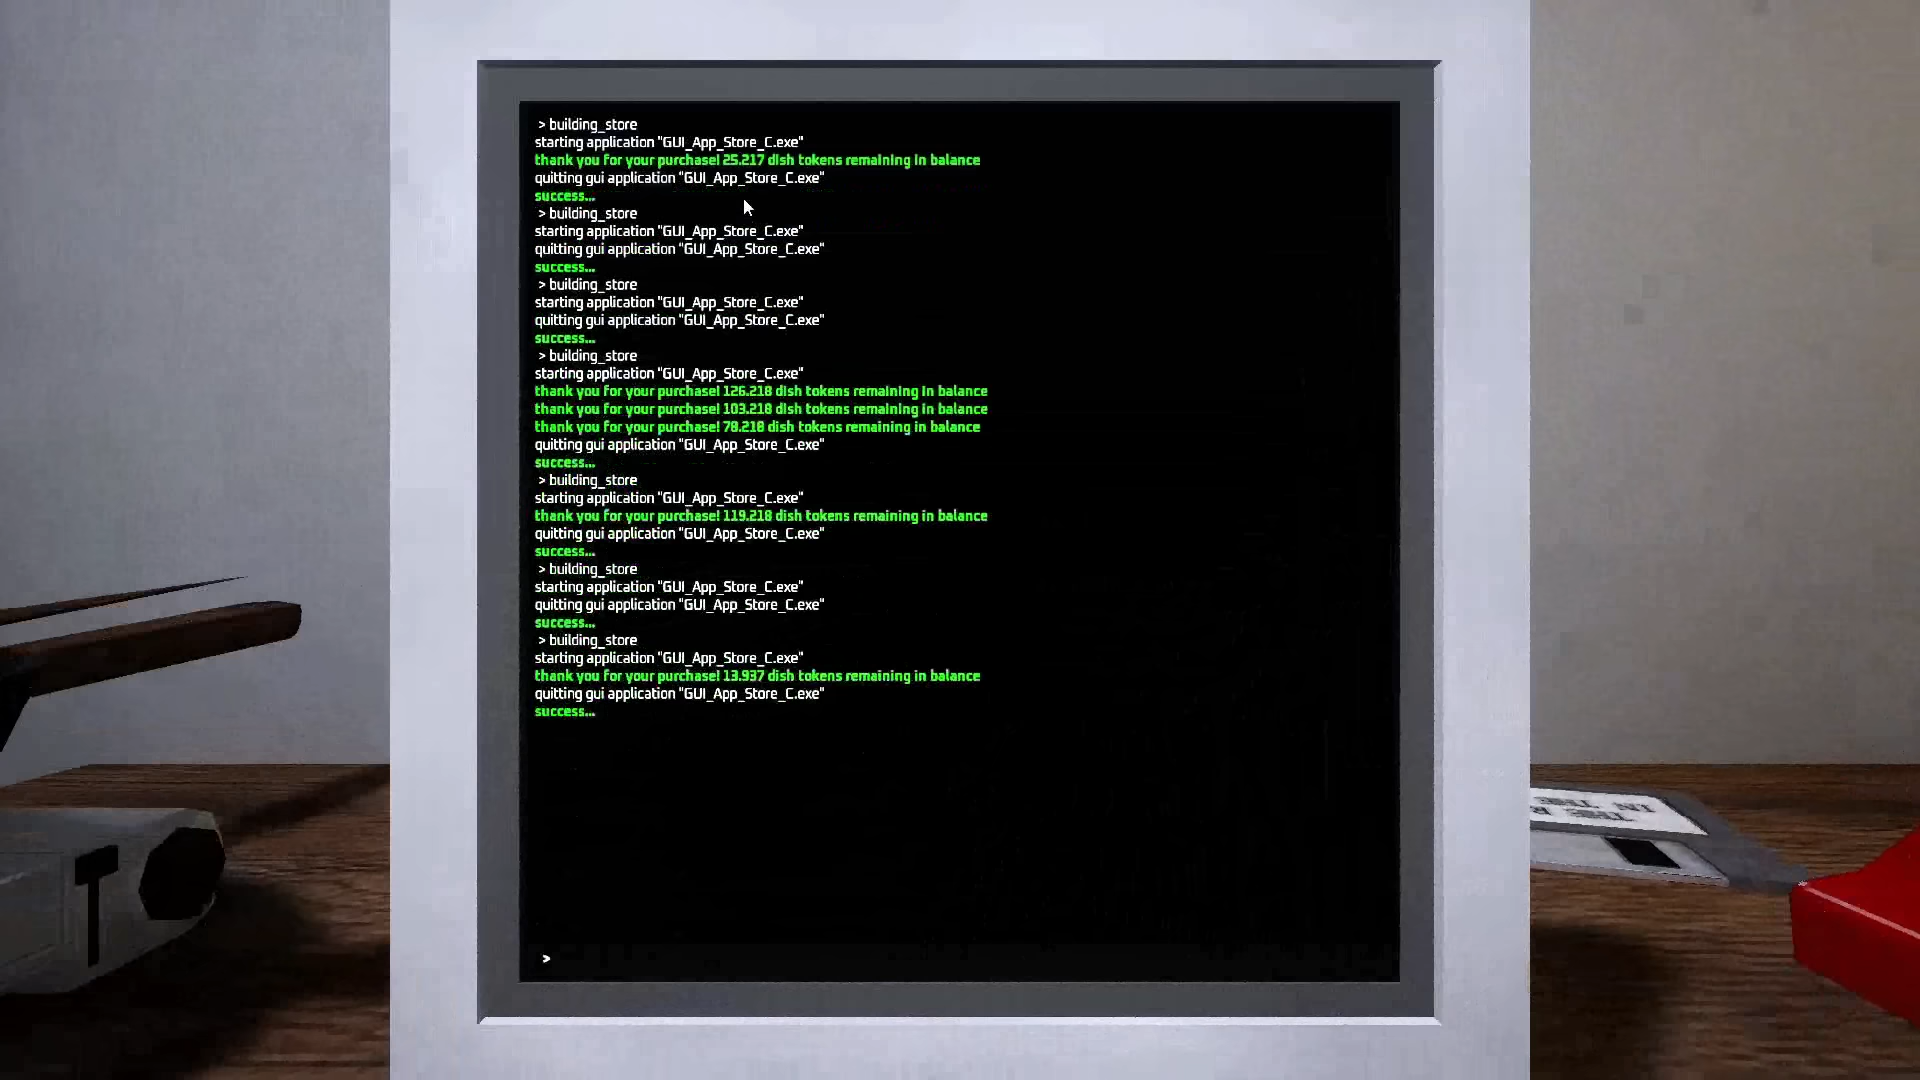 > building_store
starting application "GUI_App_Store_C.exe"
thank you for your purchase! 25.217 dish tokens remaining in balance
quitting gui application "GUI_App_Store_C.exe"
success...
> building_store
starting application "GUI_App_Store_C.exe"
quitting gui application "GUI_App_Store_C.exe"
success...
> building_store
starting application "GUI_App_Store_C.exe"
quitting gui application "GUI_App_Store_C.exe"
success...
> building_store
starting application "GUI_App_Store_C.exe"
thank you for your purchase! 126.218 dish tokens remaining in balance
thank you for your purchase! 103.218 dish tokens remaining in balance
thank you for your purchase! 78.218 dish tokens remaining in balance
quitting gui application "GUI_App_Store_C.exe"
success...
> building_store
starting application "GUI_App_Store_C.exe"
thank you for your purchase! 119.218 dish tokens remaining in balance
quitting gui application "GUI_App_Store_C.exe"
success...
> building_store
starting application "GUI_App_Store_C.exe"
quitting gui application "GUI_App_Store_C.exe"
success...
> building_store
starting application "GUI_App_Store_C.exe"
thank you for your purchase! 13.937 dish tokens remaining in balance
quitting gui application "GUI_App_Store_C.exe"
success...
>
IN THE
THE